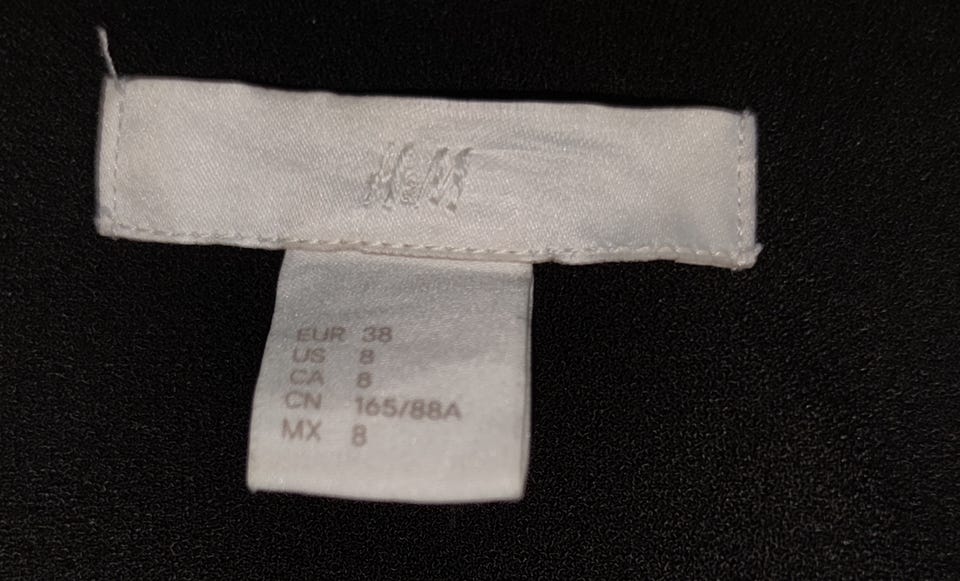 H&M
EUR 38
US 8
CA 8
CN 165/88A
MX 8